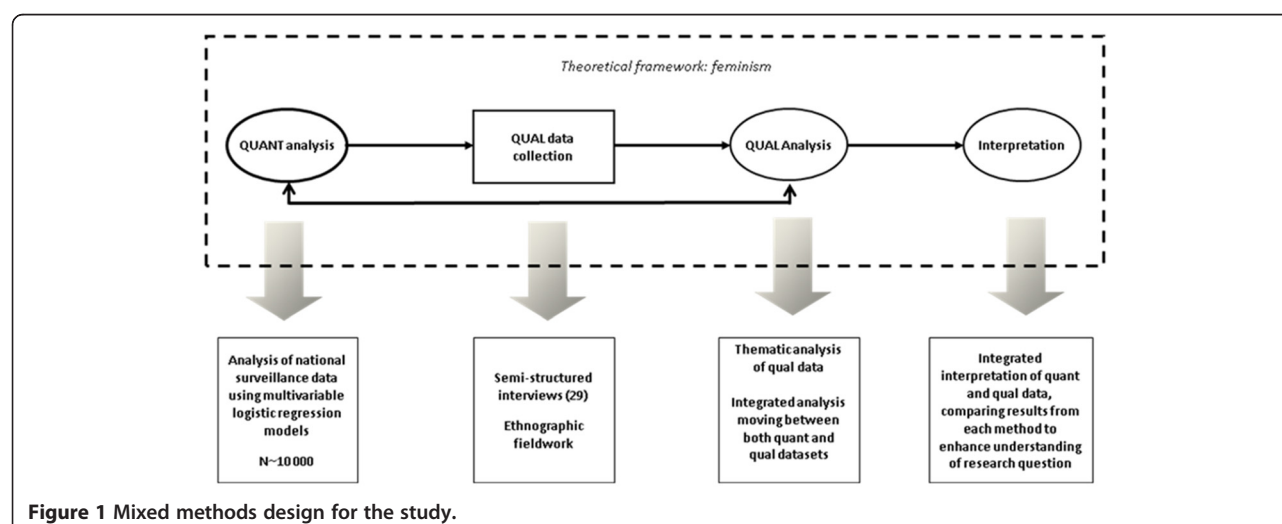 Theoretical framework: feminism
QUANT analysis
QUAL data
collection
QUAL Analysis
Interpretation
Analysis of national
surveillance data
using multivariable
logistic regression
models
N~10 000
Semi-structured
interviews (29)
Ethnographic
fieldwork
Thematic analysis
of qual data
Integrated analysis
moving between
both quant and
qual datasets
Integrated
interpretation of quant
and qual data,
comparing results from
each method to
enhance understanding
of research question
Figure 1 Mixed methods design for the study.